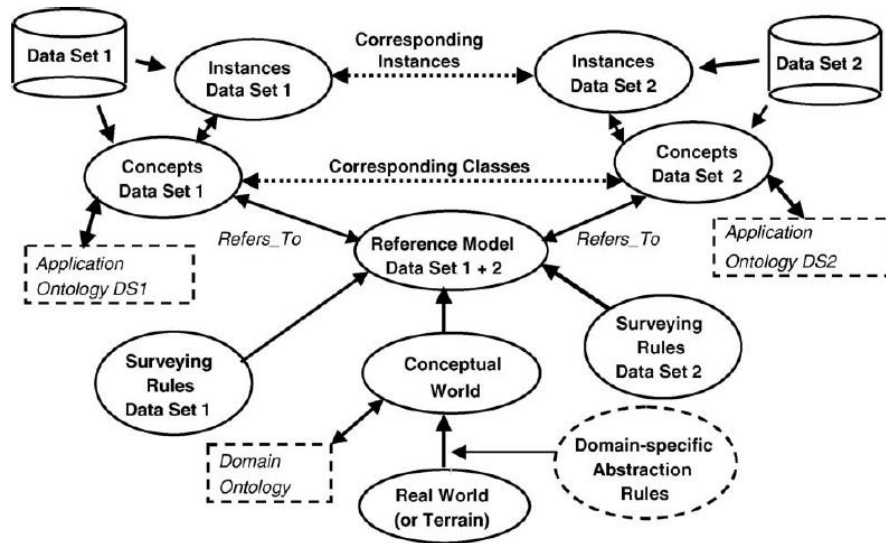 Data Set 1
Instances
Data Set 1
Corresponding
Instances
Instances
Data Set 2
Data Set 2
Concepts
Data Set 1
Corresponding Classes
Concepts
Data Set 2
Refers_To
Reference Model
Data Set 1 + 2
Refers_To
Application
Ontology DS1
Application
Ontology DS2
Surveying
Rules
Data Set 1
Conceptual
World
Surveying
Rules
Data Set 2
Domain
Ontology
Real World
(or Terrain)
Domain-specific
Abstraction
Rules